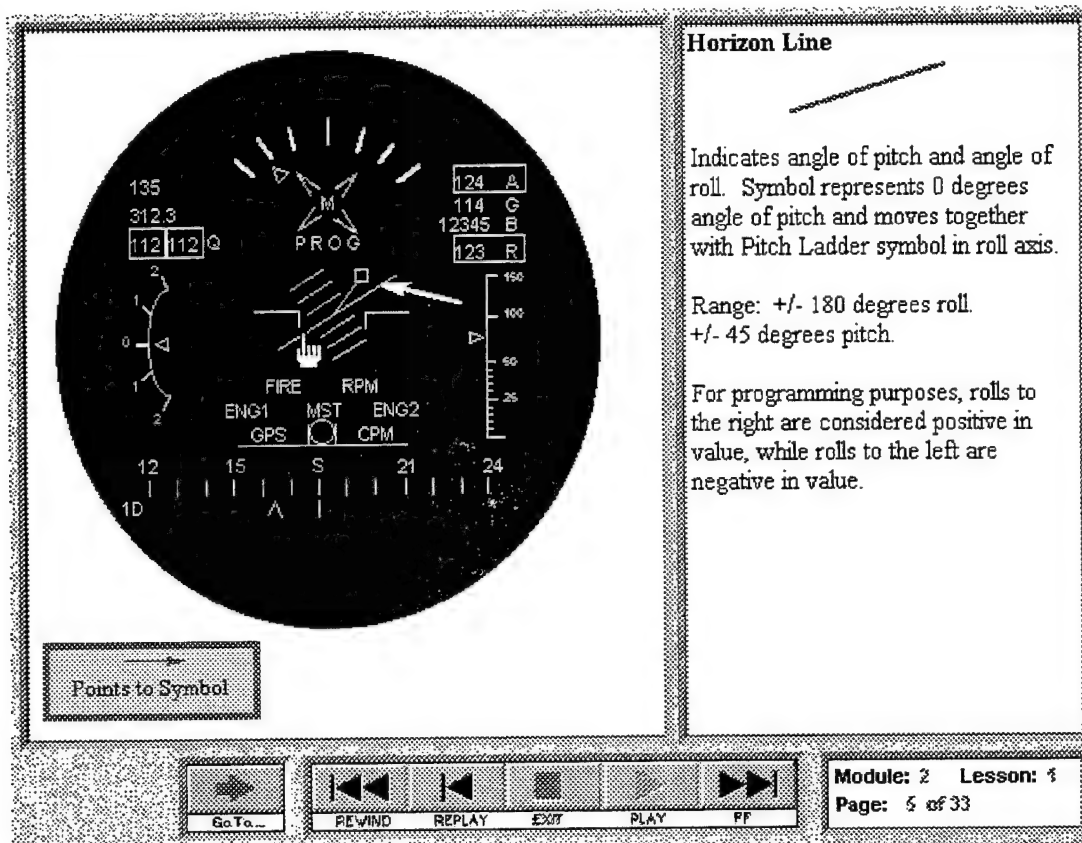 Horizon Line
Indicates angle of pitch and angle of
roll. Symbol represents 0 degrees
angle of pitch and moves together
with Pitch Ladder symbol in roll axis.
Range: +/- 180 degrees roll.
+/- 45 degrees pitch.
For programming purposes, rolls to
the right are considered positive in
value, while rolls to the left are
negative in value.
135
312.3
112 112 Q
M
PROG
124 A
114 G
12345 B
123 R
2
1
0
1
2
150
100
50
25
FIRE RPM
ENG1 MST ENG2
GPS CPM
12 15 S 21 24
1D
Points to Symbol
GoTo...
REWIND REPLAY EXIT PLAY FF
Module: 2 Lesson:
Page: of 33